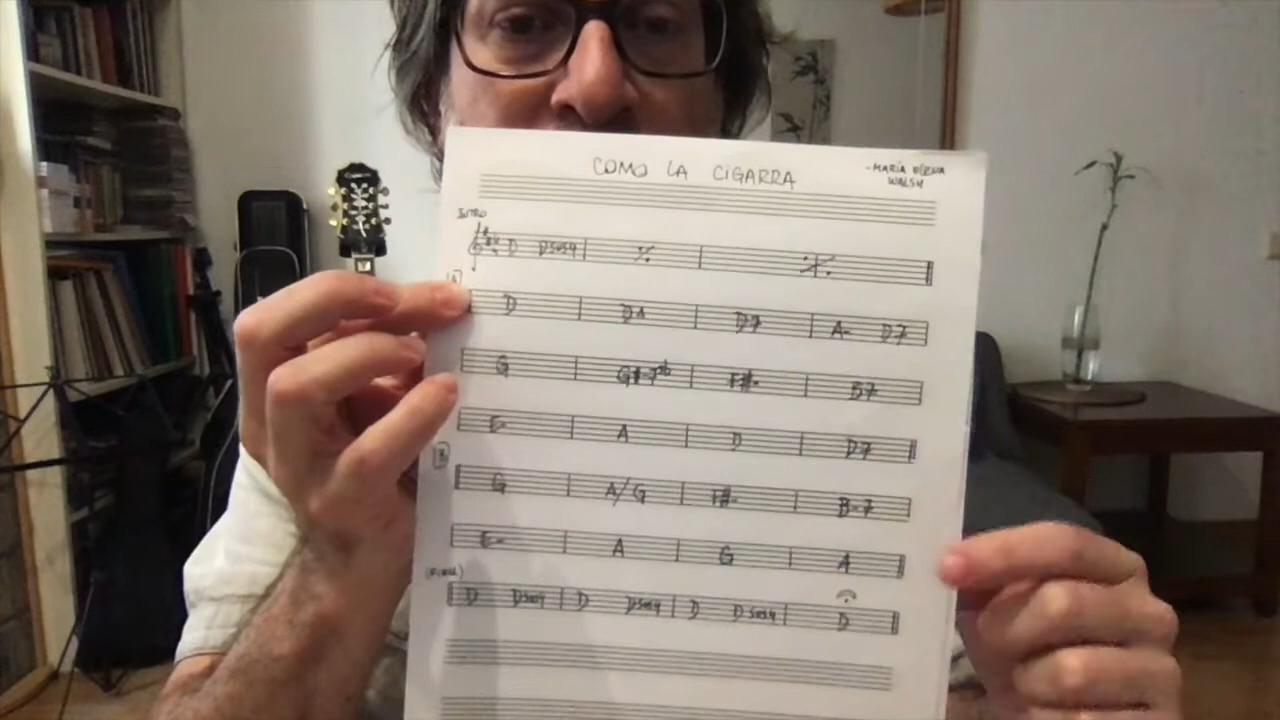 COMO LA CIGARRA
-MARÍA ELENA WALSH
INTRO
D Dsus4 | ٪ | ٪
A
D | D△ | D7 | A- D7
G | G#-7ᵇ⁵ | F#- | B7
E- | A | D | D7
B
G | A/G | F#- | B-7
E- | A | G | A
(FINAL)
D Dsus4 | D Dsus4 | D Dsus4 | D